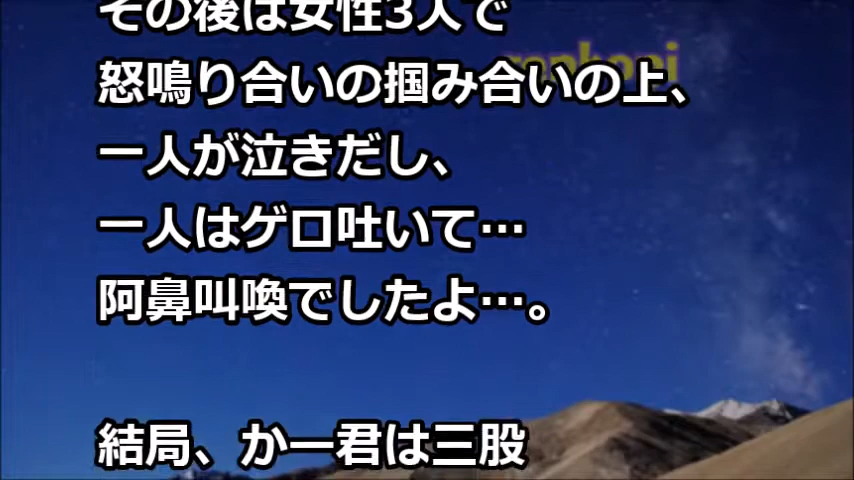 その後は女性3人で
怒鳴り合いの掴み合いの上、
一人が泣きだし、
一人はゲロ吐いて…
阿鼻叫喚でしたよ…。
結局、かー君は三股